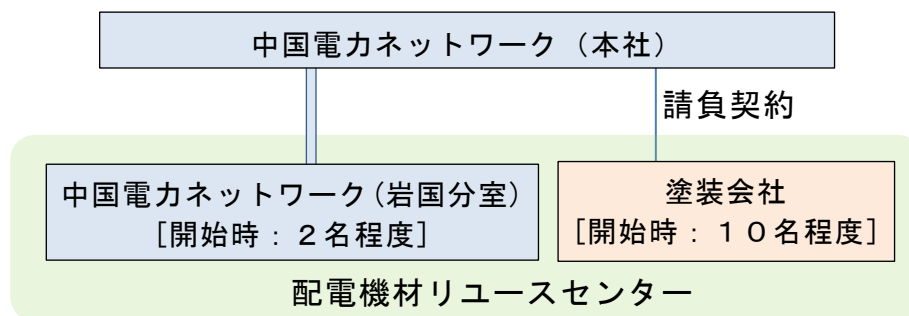 中国電力ネットワーク（本社）
請負契約
中国電力ネットワーク(岩国分室)
［開始時：２名程度］
塗装会社
［開始時：１０名程度］
配電機材リユースセンター